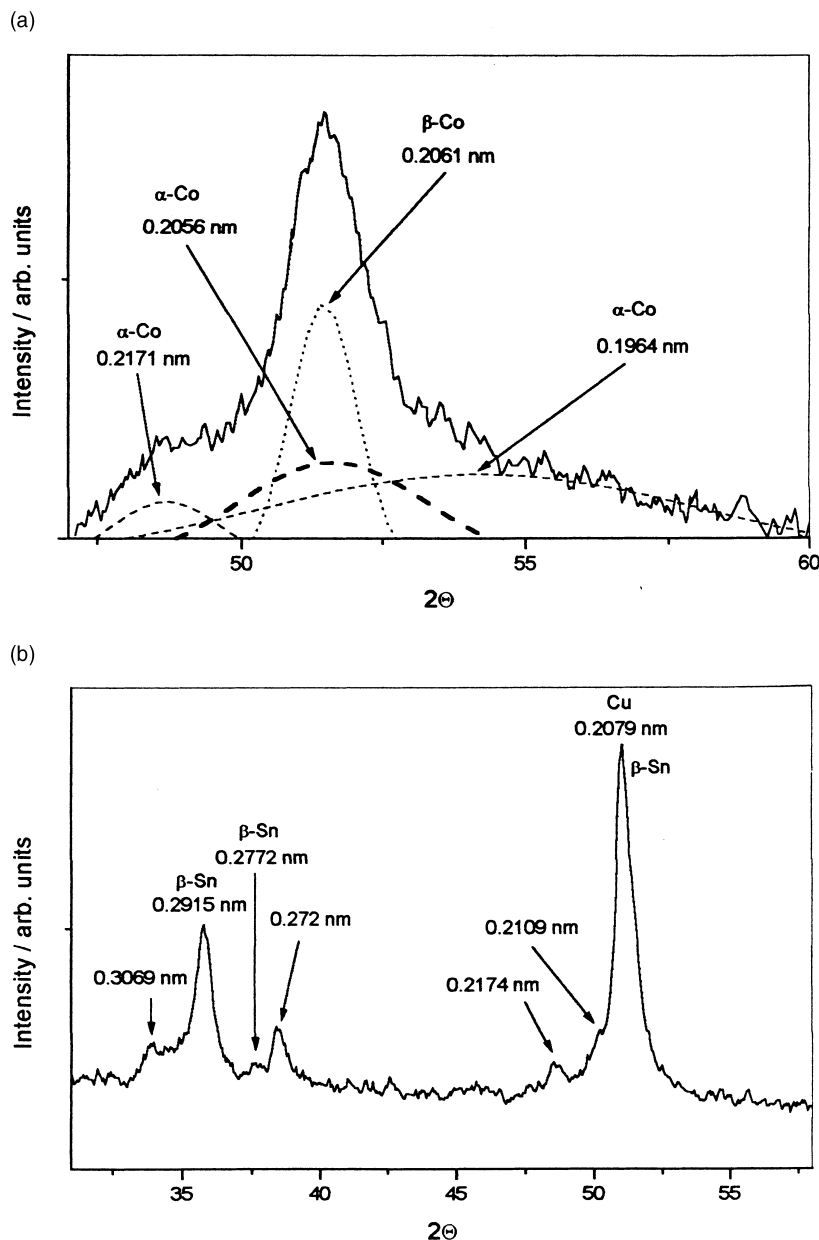 (a)
β-Co
0.2061 nm
α-Co
0.2056 nm
α-Co
0.2171 nm
α-Co
0.1964 nm
Intensity / arb. units
50
55
60
2Θ
(b)
Cu
0.2079 nm
β-Sn
β-Sn
0.2772 nm
β-Sn
0.2915 nm
0.272 nm
0.3069 nm
0.2109 nm
0.2174 nm
Intensity / arb. units
35
40
45
50
55
2Θ